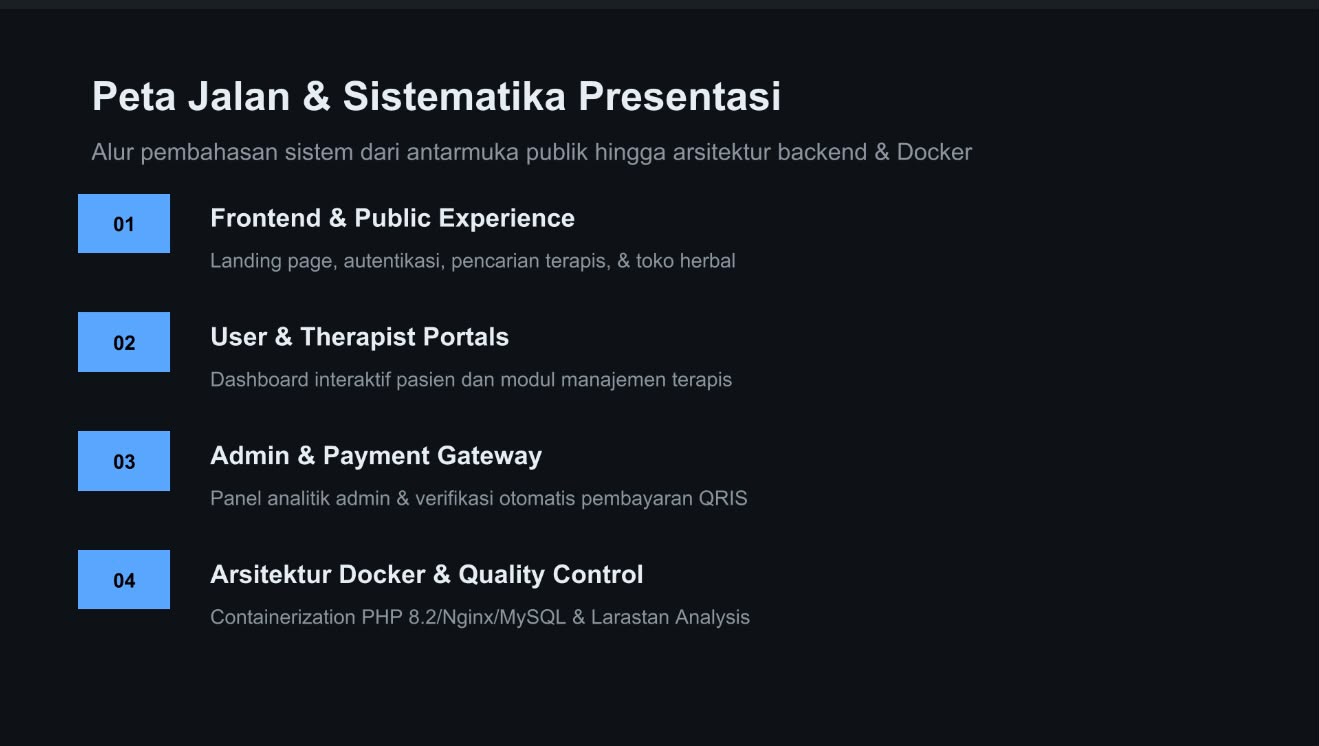 Peta Jalan & Sistematika Presentasi
Alur pembahasan sistem dari antarmuka publik hingga arsitektur backend & Docker
01
Frontend & Public Experience
Landing page, autentikasi, pencarian terapis, & toko herbal
02
User & Therapist Portals
Dashboard interaktif pasien dan modul manajemen terapis
03
Admin & Payment Gateway
Panel analitik admin & verifikasi otomatis pembayaran QRIS
04
Arsitektur Docker & Quality Control
Containerization PHP 8.2/Nginx/MySQL & Larastan Analysis